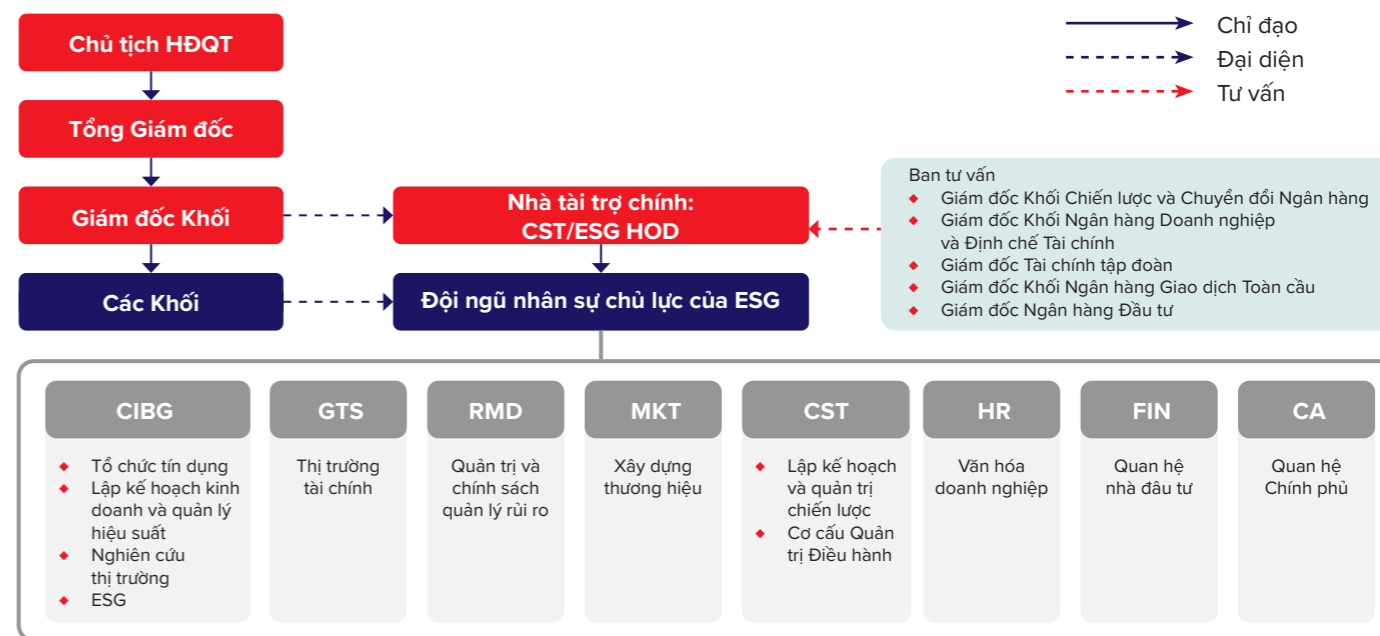 Chủ tịch HĐQT
Tổng Giám đốc
Giám đốc Khối
Các Khối
Nhà tài trợ chính:
CST/ESG HOD
Đội ngũ nhân sự chủ lực của ESG
Chỉ đạo
Đại diện
Tư vấn
Ban tư vấn
Giám đốc Khối Chiến lược và Chuyển đổi Ngân hàng
Giám đốc Khối Ngân hàng Doanh nghiệp
và Định chế Tài chính
Giám đốc Tài chính tập đoàn
Giám đốc Khối Ngân hàng Giao dịch Toàn cầu
Giám đốc Ngân hàng Đầu tư
CIBG
Tổ chức tín dụng
Lập kế hoạch kinh
doanh và quản lý
hiệu suất
Nghiên cứu
thị trường
ESG
GTS
Thị trường
tài chính
RMD
Quản trị và
chính sách
quản lý rủi ro
MKT
Xây dựng
thương hiệu
CST
Lập kế hoạch
và quản trị
chiến lược
Cơ cấu Quản
trị Điều hành
HR
Văn hóa
doanh nghiệp
FIN
Quan hệ
nhà đâu tư
CA
Quan hệ
Chính phủ